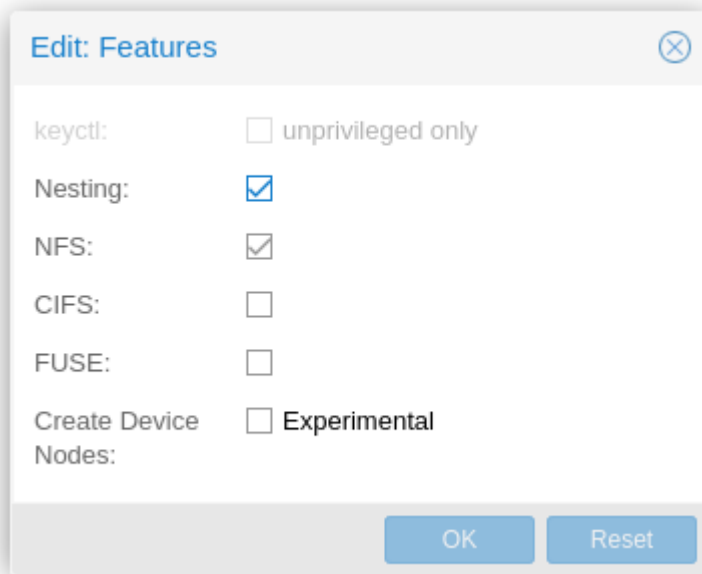 Edit: Features
keyctl: unprivileged only
Nesting:
NFS:
CIFS:
FUSE:
Create Device Experimental
Nodes:
OK Reset